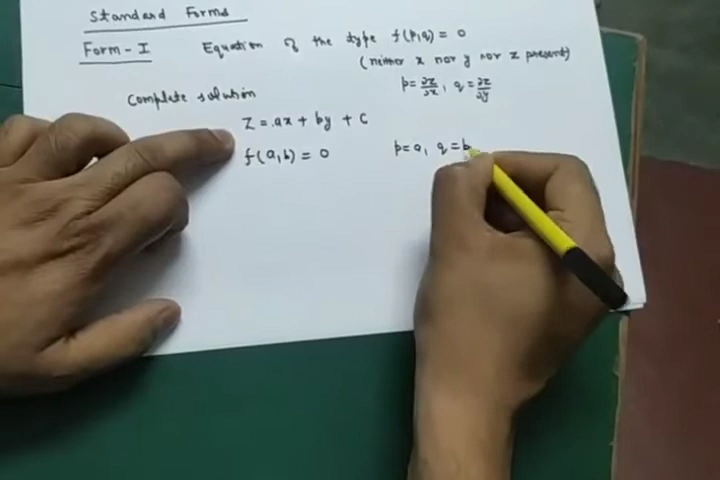 Standard Forms
Form-I Equation of the type f(p,q) = 0
(neither x nor y nor z present)
p = ∂z/∂x, q = ∂z/∂y
Complete solution
Z = ax + by + c
f(a,b) = 0 p = a, q = b